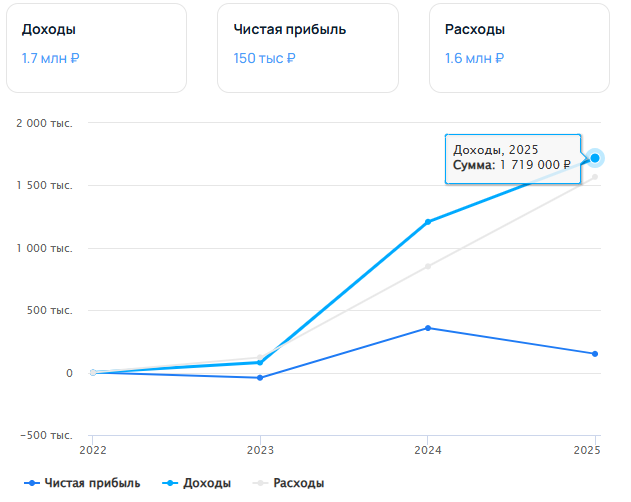 Доходы
1.7 млн ₽
Чистая прибыль
150 тыс ₽
Расходы
1.6 млн ₽
2 000 тыс.
1 500 тыс.
1 000 тыс.
500 тыс.
0
-500 тыс.
Доходы, 2025
Сумма: 1 719 000 ₽
2022 2023 2024 2025
Чистая прибыль Доходы Расходы